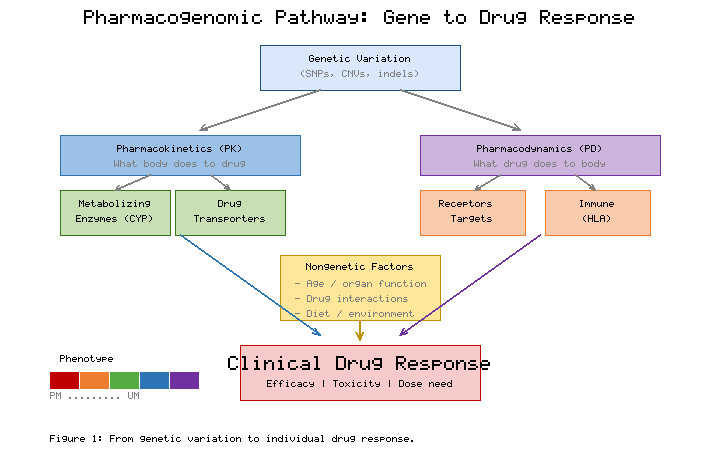 Pharmacogenomic Pathway: Gene to Drug Response
Genetic Variation
(SNPs, CNVs, indels)
Pharmacokinetics (PK)
What body does to drug
Pharmacodynamics (PD)
What drug does to body
Metabolizing
Enzymes (CYP)
Drug
Transporters
Receptors
Targets
Immune
(HLA)
Nongenetic Factors
- Age / organ function
- Drug interactions
- Diet / environment
Clinical Drug Response
Efficacy | Toxicity | Dose need
Phenotype
PM ......... UM
Figure 1: From genetic variation to individual drug response.